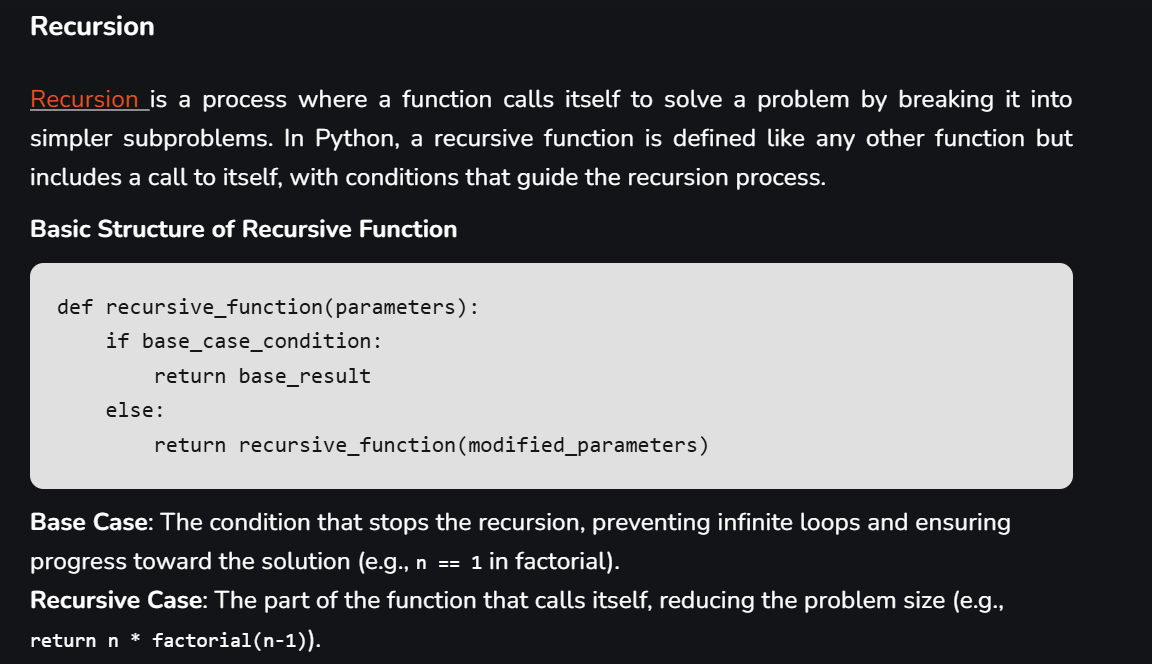 Recursion
Recursion is a process where a function calls itself to solve a problem by breaking it into
simpler subproblems. In Python, a recursive function is defined like any other function but
includes a call to itself, with conditions that guide the recursion process.
Basic Structure of Recursive Function
def recursive_function(parameters):
    if base_case_condition:
        return base_result
    else:
        return recursive_function(modified_parameters)
Base Case: The condition that stops the recursion, preventing infinite loops and ensuring
progress toward the solution (e.g., n == 1 in factorial).
Recursive Case: The part of the function that calls itself, reducing the problem size (e.g.,
return n * factorial(n-1)).